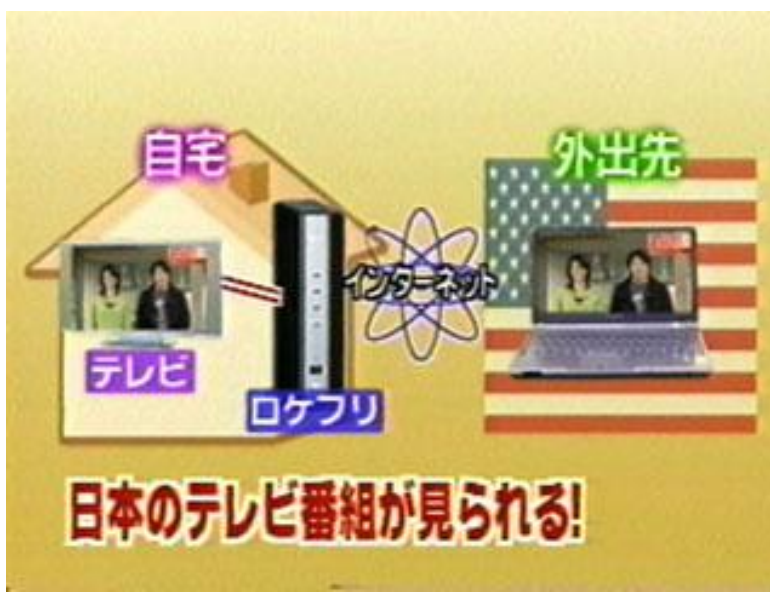 自宅
外出先
インターネット
テレビ
ロケフリ
日本のテレビ番組が見られる!